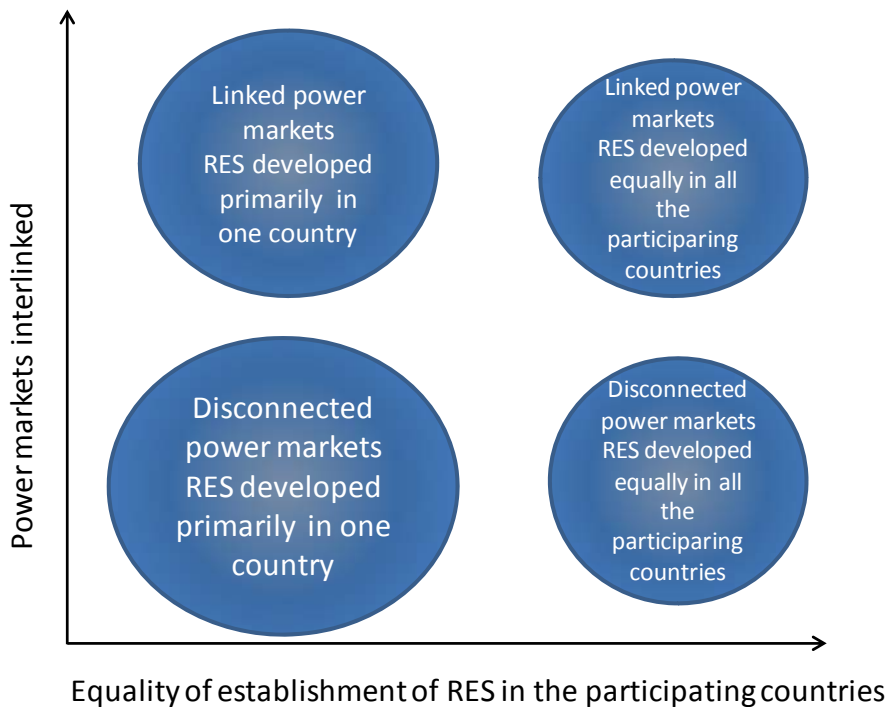 Power markets interlinked
Linked power
markets
RES developed
primarily in
one country
Linked power
markets
RES developed
equally in all
the
participaring
countries
Disconnected
power markets
RES developed
primarily in one
country
Disconnected
power markets
RES developed
equally in all
the
participaring
countries
Equality of establishment of RES in the participating countries